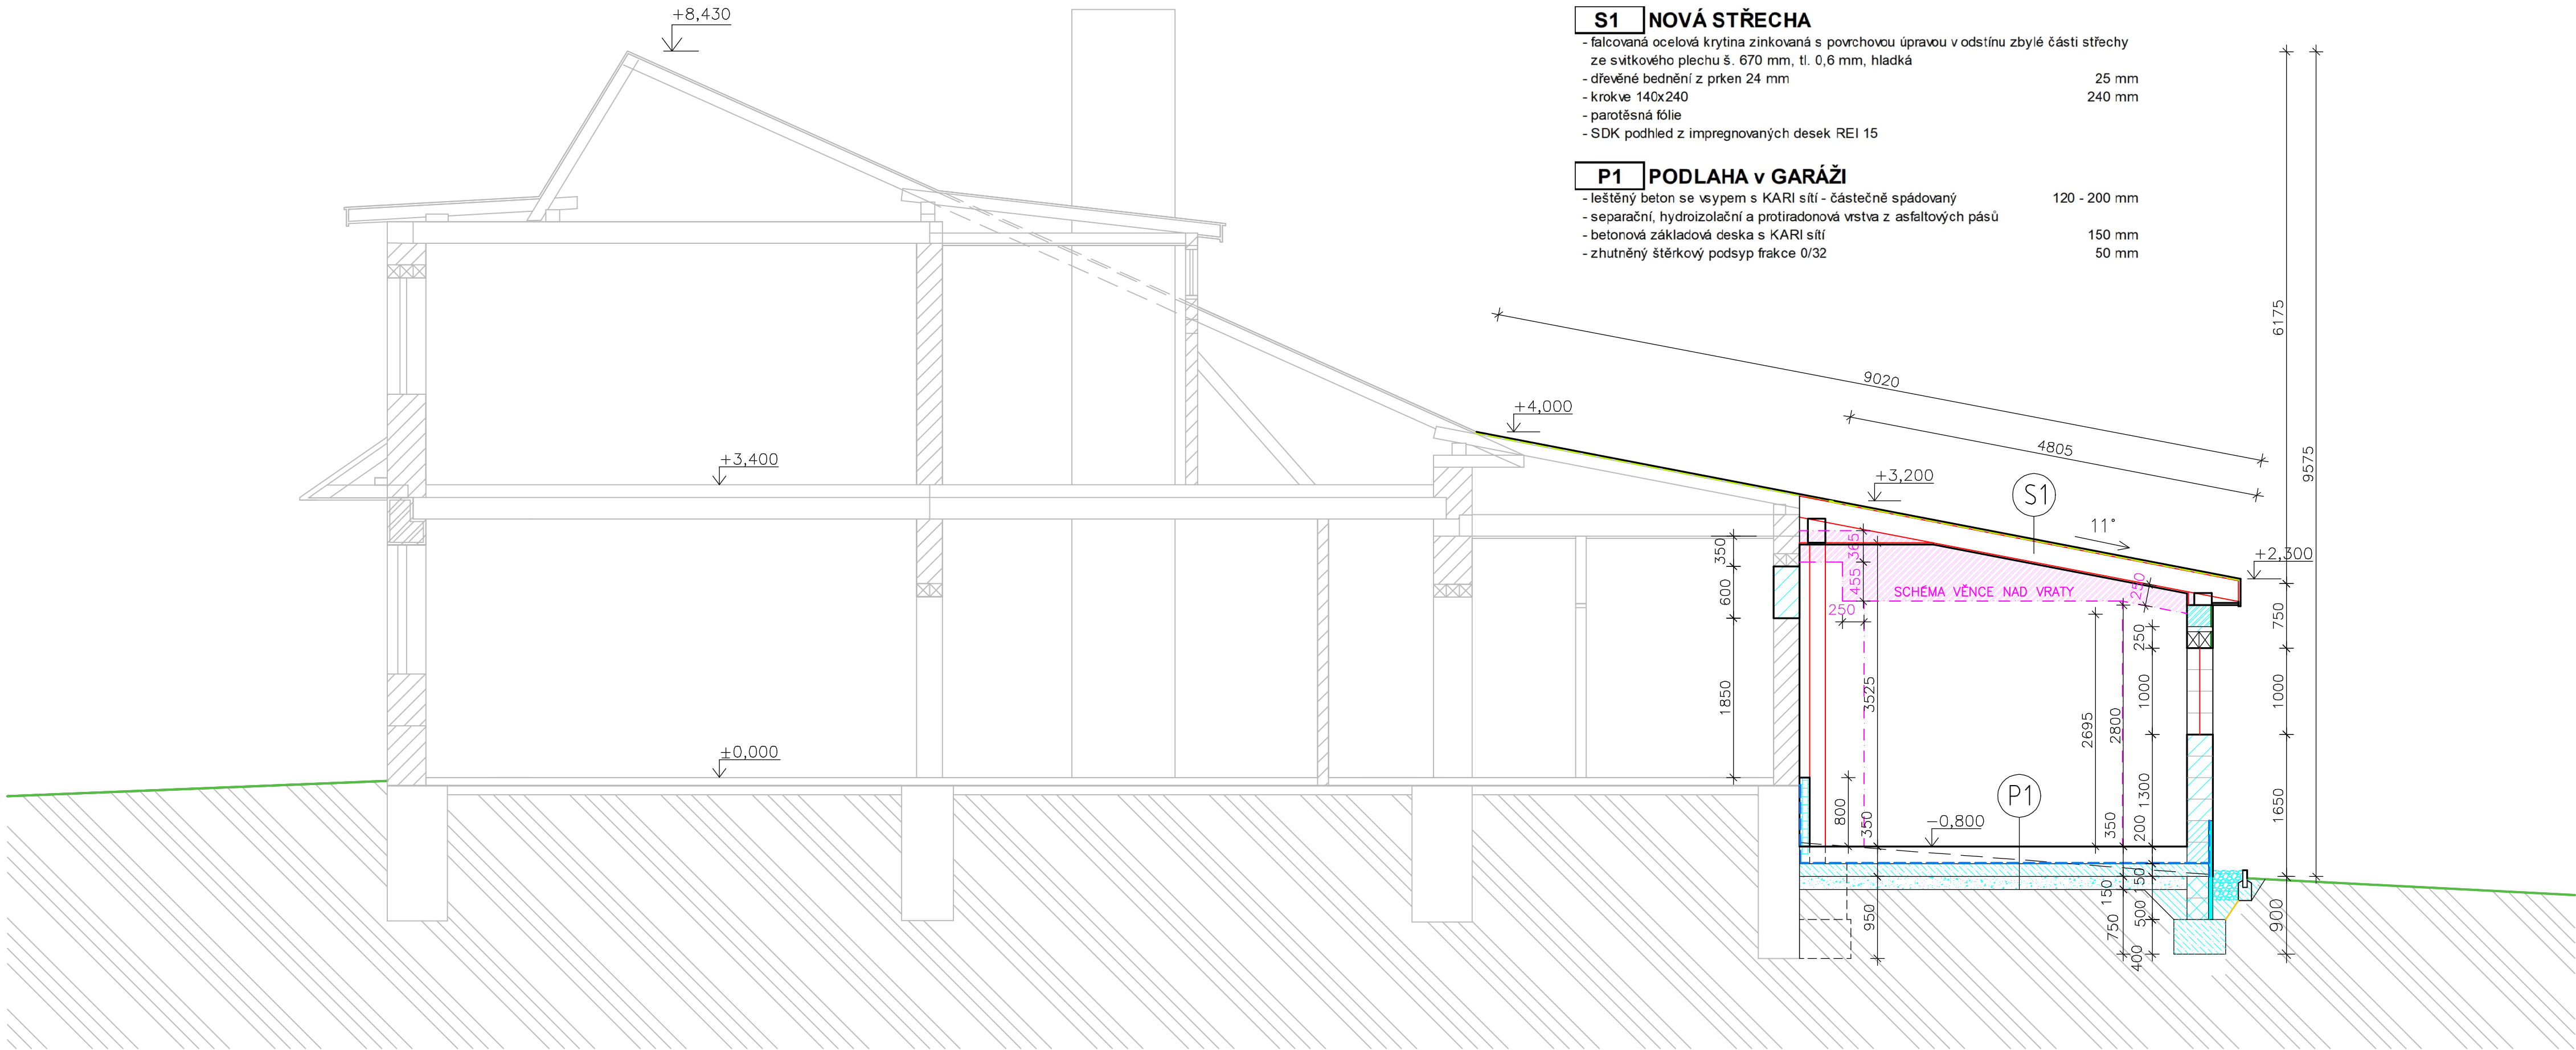 S1 NOVÁ STŘECHA
- falcovaná ocelová krytina zinkovaná s povrchovou úpravou v odstínu zbylé části střechy
ze svitkového plechu š. 670 mm, tl. 0,6 mm, hladká
- dřevěné bednění z prken 24 mm 25 mm
- krokve 140x240 240 mm
- parotěsná fólie
- SDK podhled z impregnovaných desek REI 15
P1 PODLAHA v GARÁŽI
- leštěný beton se vsypem s KARI sítí - částečně spádovaný 120 - 200 mm
- separační, hydroizolační a protiradonová vrstva z asfaltových pásů
- betonová základová deska s KARI sítí 150 mm
- zhutněný štěrkový podsyp frakce 0/32 50 mm
+8,430
6175
9020
+4,000
4805
9575
+3,400
+3,200
S1
11°
+2,300
350
365
455
600
SCHÉMA VĚNCE NAD VRATY
250
250
750
250
1850
3525
2695
2800
1000
1000
±0,000
P1
800
350
-0,800
350
200
1300
1650
150
150
950
750
500
400
900